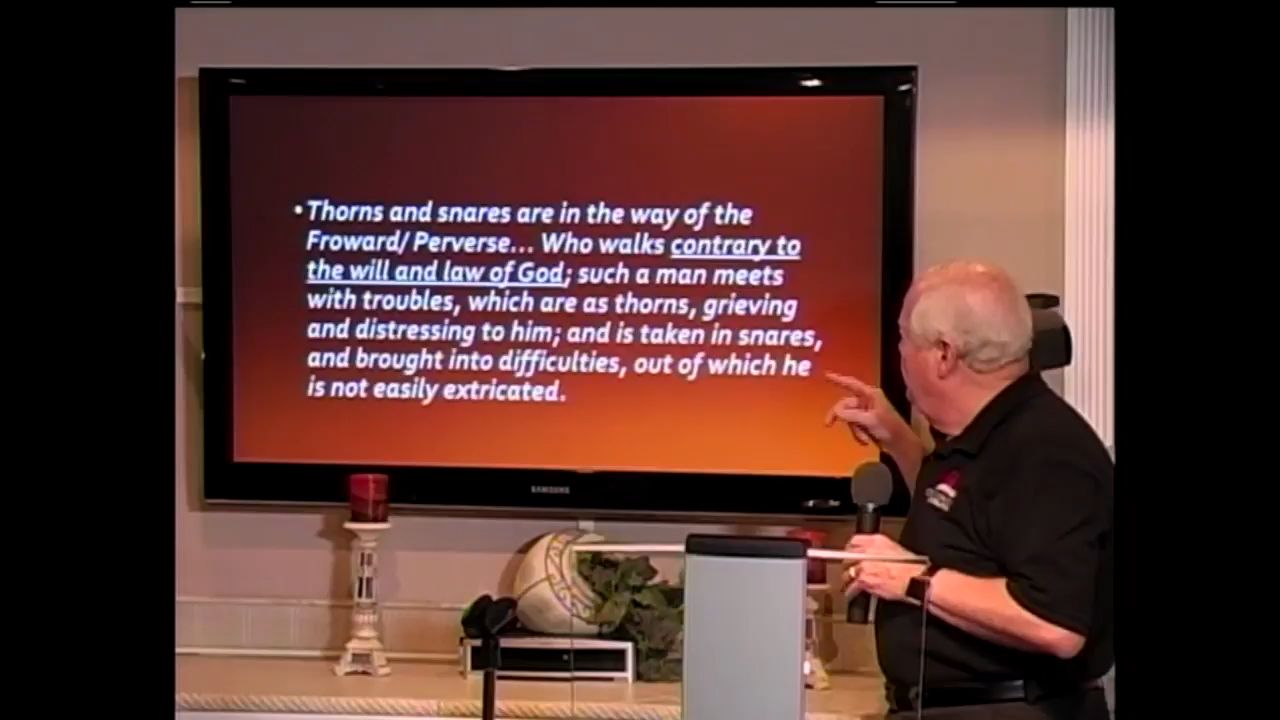 • Thorns and snares are in the way of the
Froward/ Perverse... Who walks contrary to
the will and law of God; such a man meets
with troubles, which are as thorns, grieving
and distressing to him; and is taken in snares,
and brought into difficulties, out of which he
is not easily extricated.
SAMSUNG